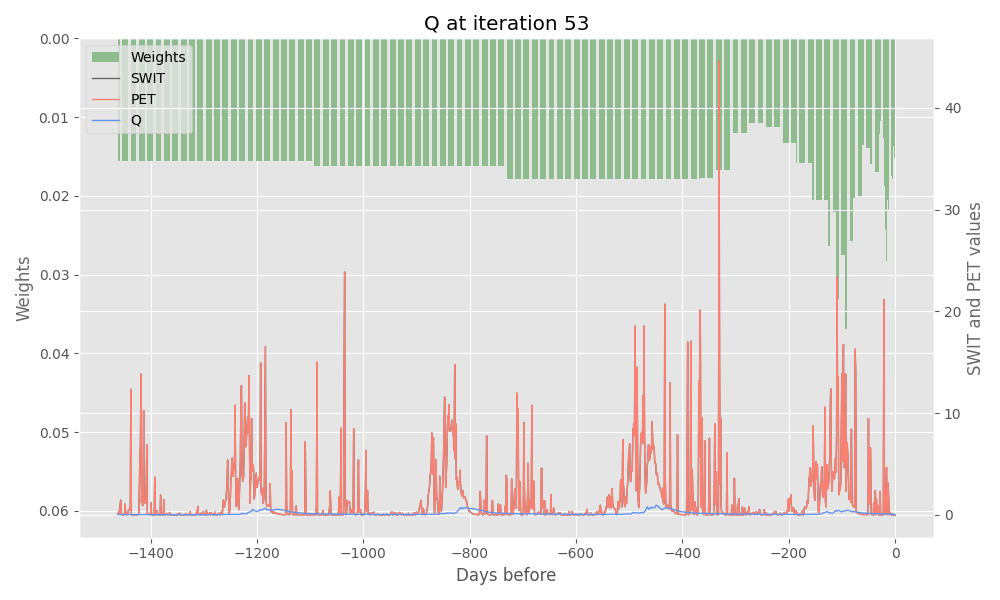 Q at iteration 53
Weights
SWIT
PET
Q
0.00
0.01
0.02
0.03
0.04
0.05
0.06
Weights
40
30
20
10
0
SWIT and PET values
−1400
−1200
−1000
−800
−600
−400
−200
0
Days before